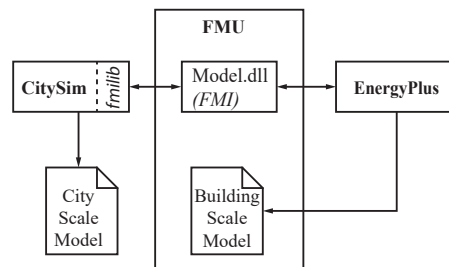 FMU
CitySim
fmilib
Model.dll
(FMI)
EnergyPlus
City
Scale
Model
Building
Scale
Model